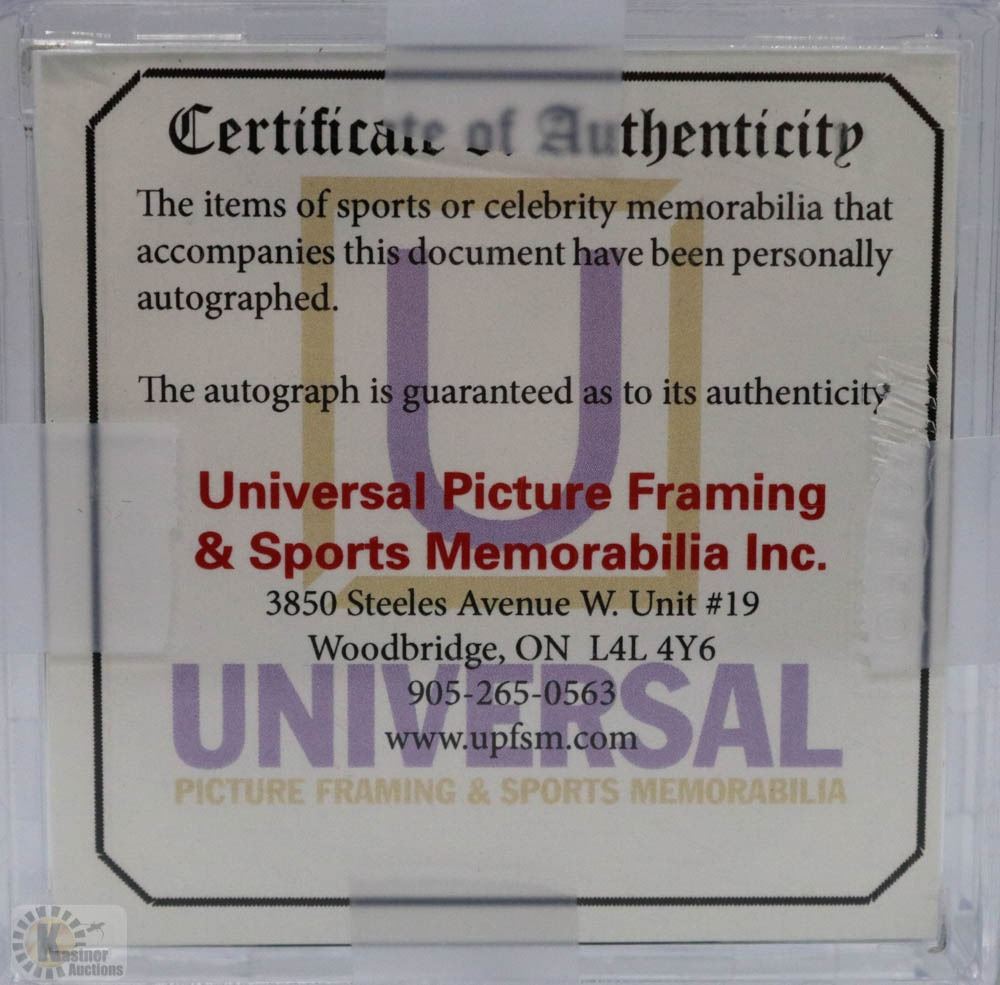 Certificate of Authenticity
The items of sports or celebrity memorabilia that
accompanies this document have been personally
autographed.
The autograph is guaranteed as to its authenticity
U
Universal Picture Framing
& Sports Memorabilia Inc.
3850 Steeles Avenue W. Unit #19
Woodbridge, ON L4L 4Y6
905-265-0563
www.upfsm.com
UNIVERSAL
PICTURE FRAMING & SPORTS MEMORABILIA
Kastner
Auctions